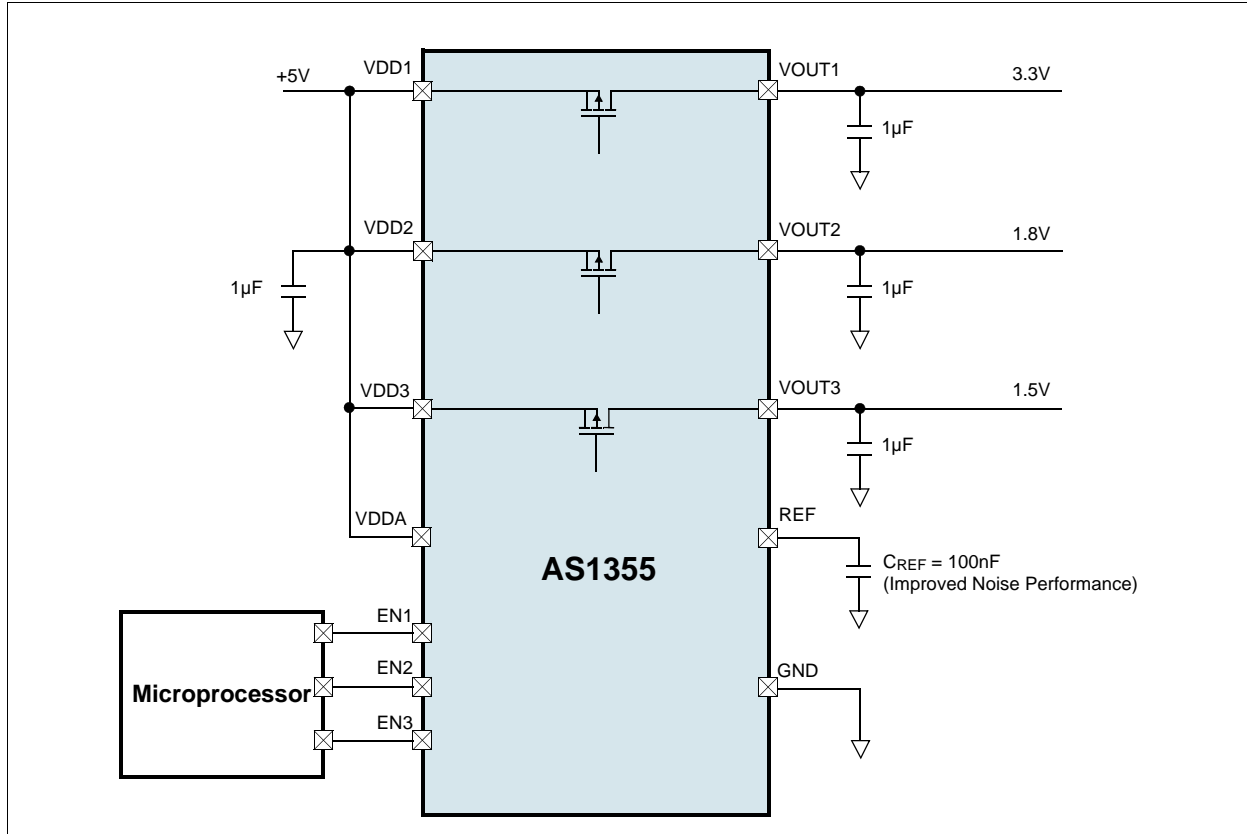 +5V
VDD1
VOUT1
3.3V
1µF
VDD2
VOUT2
1.8V
1µF
1µF
VDD3
VOUT3
1.5V
1µF
VDDA
REF
AS1355
CREF = 100nF
(Improved Noise Performance)
EN1
EN2
GND
Microprocessor
EN3